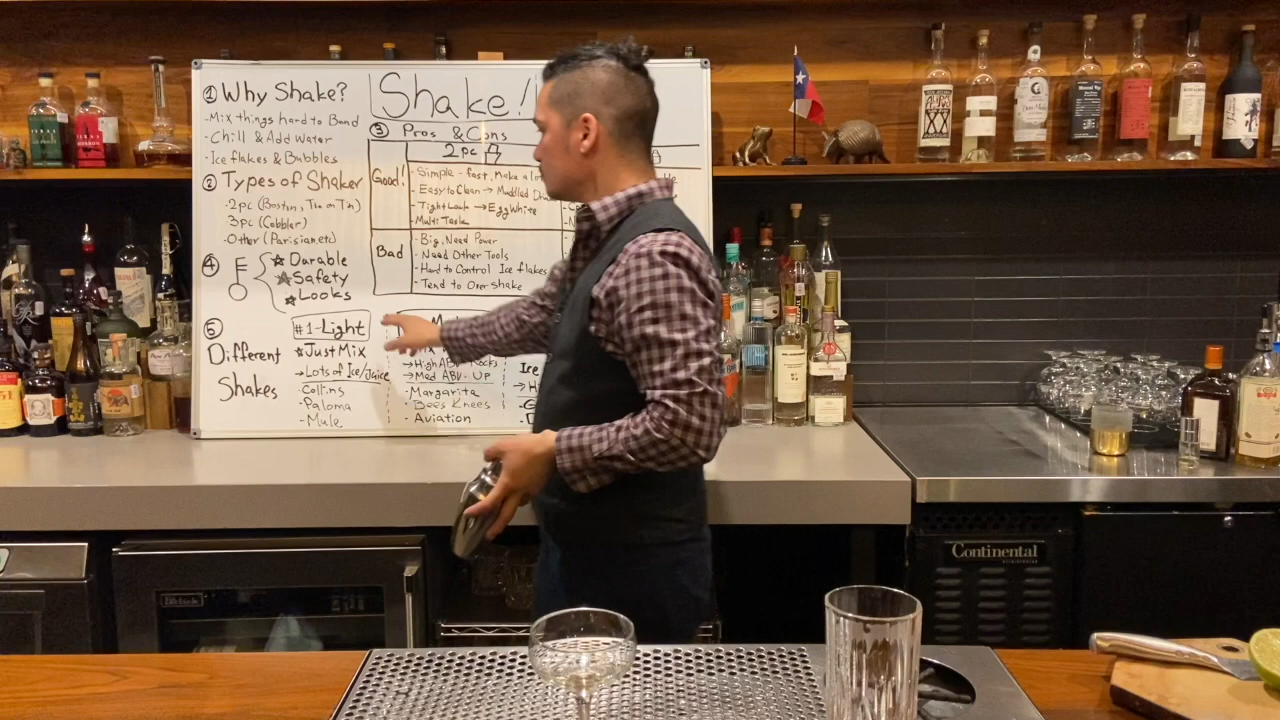 ① Why Shake?
-Mix things hard to Band
-Chill & Add Water
-Ice flakes & Bubbles
② Types of Shaker
-2pc (Boston, Tin on Tin)
3pc (Cobbler)
-Other (Parisian, etc)
④
★ Durable
★ Safety
★ Looks
⑤ Different Shakes
#1-Light
★Just Mix
→Lots of Ice/Juice
-Collins
-Paloma
-Mule
Shake!
③ Pros & Cons
2pc
Good!
-Simple - fast, Make a lot
-Easy to Clean → Muddled
-Tight Lock → Egg White
-Multi Task
Bad
-Big, Need Power
-Need Other Tools
-Hard to Control Ice flakes
-Tend to Over shake
→High ABV - Rocks
→Med ABV - Up
-Margarita
-Bees Knees
-Aviation
Ice
Continental